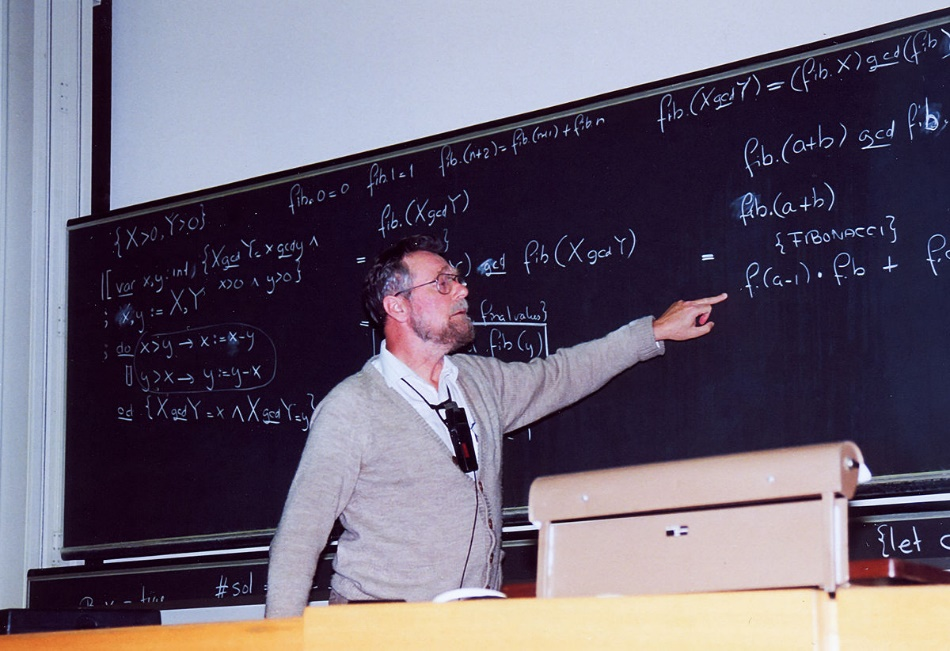 {X>0, Y>0}
|[ var x,y: int; {X gcd Y = x gcd y ∧
x>0 ∧ y>0}
; x,y := X,Y
; do x>y → x:=x-y
▯ y>x → y:=y-x
od {X gcd Y = x ∧ X gcd Y = y}
fib.0=0 fib.1=1 fib.(n+2)=fib.(n+1)+fib.n
fib.(X gcd Y)
=
gcd fib(X gcd Y)
=
final values}
fib(y)
fib.(X gcd Y) = (fib.X) gcd (fib Y
fib.(a+b) gcd fib.b
fib.(a+b)
= {FIBONACCI}
f.(a-1) · f.b + f.a
#sol =
{let